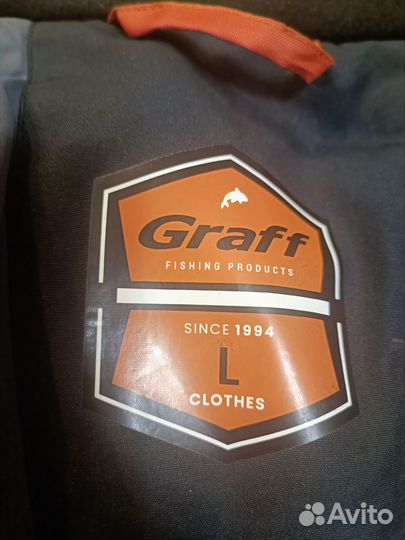 Graff
FISHING PRODUCTS
SINCE 1994
L
CLOTHES
Avito